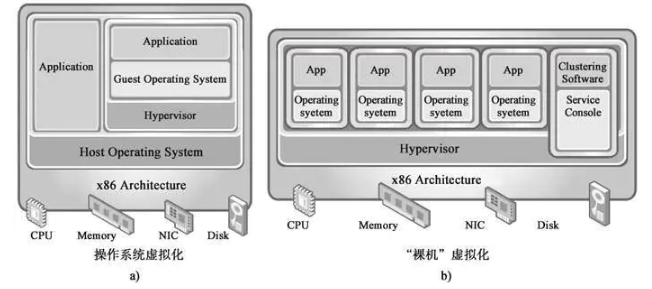 Application
Application
Guest Operating System
Hypervisor
Host Operating System
x86 Architecture
CPU
Memory
NIC
Disk
操作系统虚拟化
a)
App
App
App
App
Operating syetem
Operating syetem
Operating syetem
Operating syetem
Clustering
Software
Service
Console
Hypervisor
x86 Architecture
CPU
Memory
NIC
Disk
“裸机”虚拟化
b)